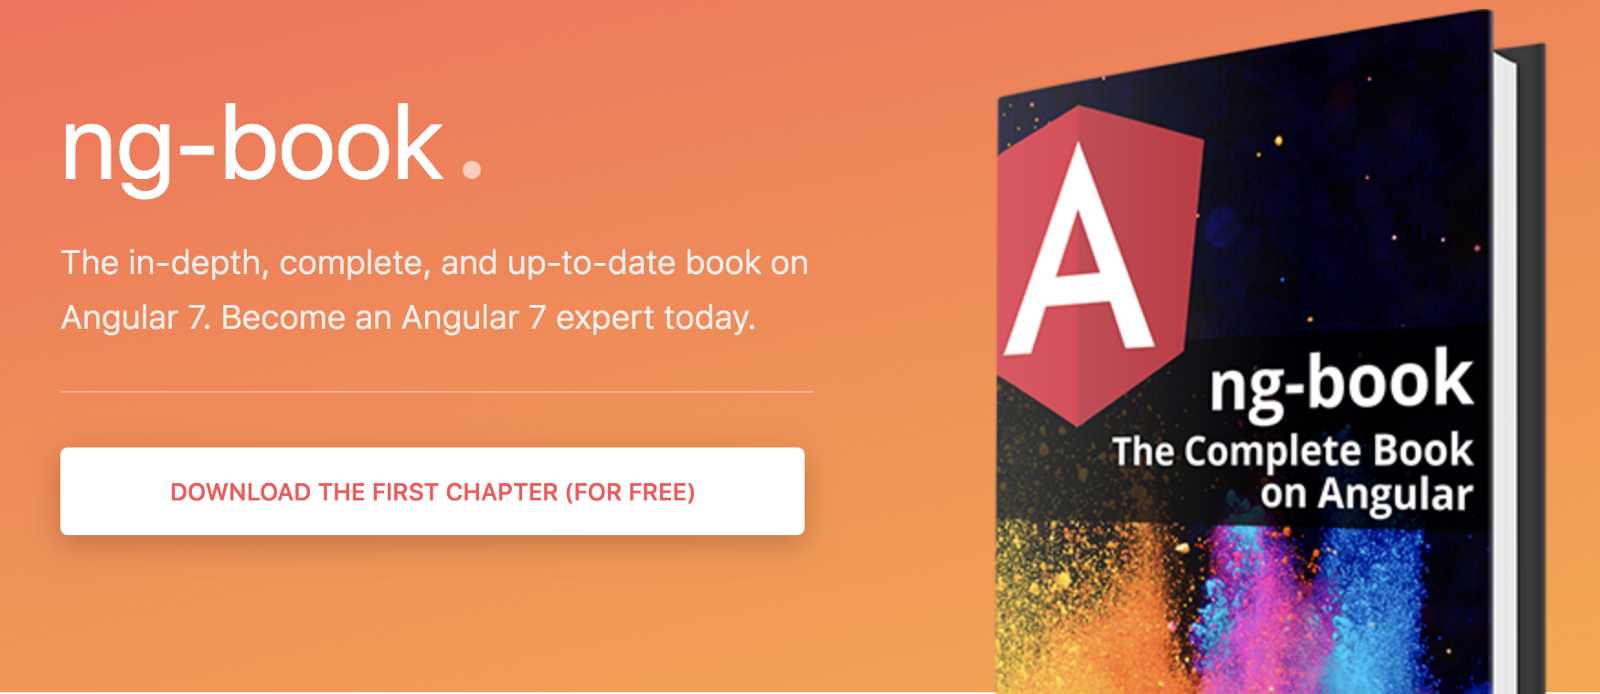 ng-book.
The in-depth, complete, and up-to-date book on
Angular 7. Become an Angular 7 expert today.
DOWNLOAD THE FIRST CHAPTER (FOR FREE)
A
ng-book
The Complete Book
on Angular